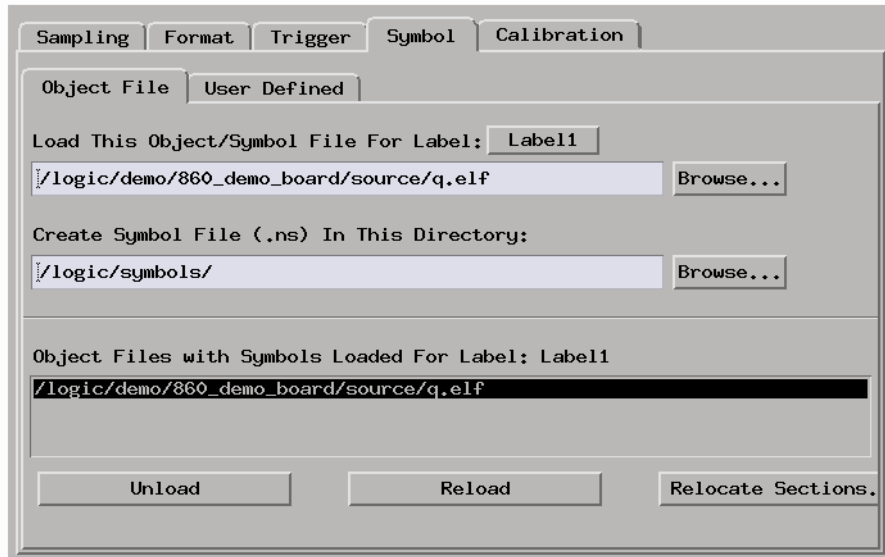 Sampling Format Trigger Symbol Calibration
Object File User Defined
Load This Object/Symbol File For Label: Label1
/logic/demo/860_demo_board/source/q.elf Browse...
Create Symbol File (.ns) In This Directory:
/logic/symbols/ Browse...
Object Files with Symbols Loaded For Label: Label1
/logic/demo/860_demo_board/source/q.elf
Unload Reload Relocate Sections.